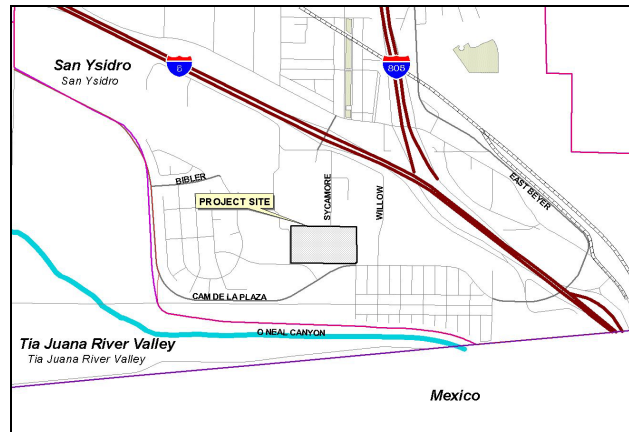 San Ysidro
San Ysidro
6
805
BIBLER
PROJECT SITE
SYCAMORE
WILLOW
EAST BEYER
CAM DE LA PLAZA
O NEAL CANYON
Tia Juana River Valley
Tia Juana River Valley
Mexico